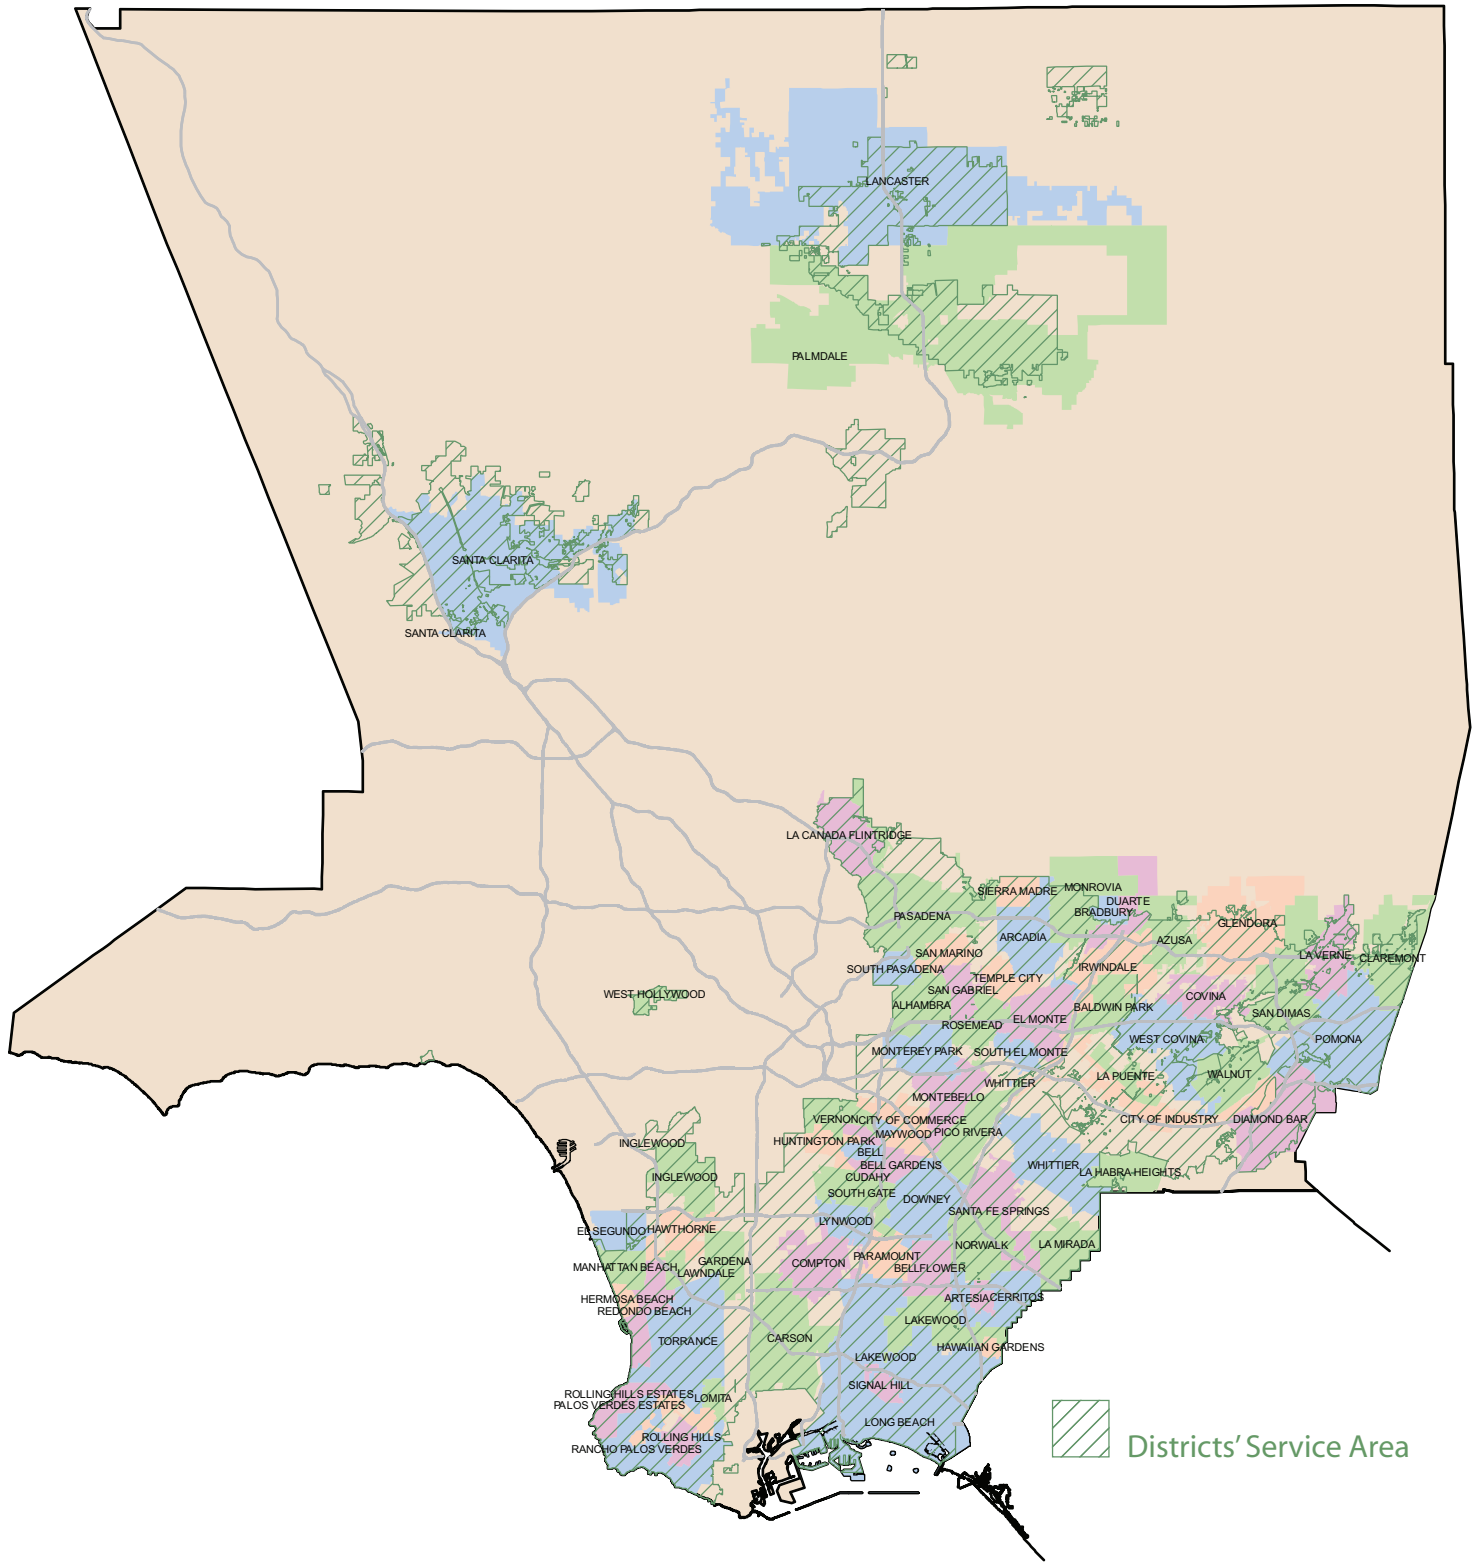 LANCASTER
PALMDALE
SANTA CLARITA
SANTA CLARITA
LA CANADA FLINTRIDGE
SIERRA MADRE
MONROVIA
DUARTE
BRADBURY
PASADENA
GLENDORA
ARCADIA
AZUSA
SAN MARINO
LA VERNE
CLAREMONT
SOUTH PASADENA
IRWINDALE
TEMPLE CITY
SAN GABRIEL
WEST HOLLYWOOD
COVINA
ALHAMBRA
BALDWIN PARK
SAN DIMAS
EL MONTE
ROSEMEAD
WEST COVINA
POMONA
MONTEREY PARK
SOUTH EL MONTE
LA PUENTE
WALNUT
WHITTIER
MONTEBELLO
VERNON
CITY OF COMMERCE
CITY OF INDUSTRY
DIAMOND BAR
MAYWOOD
PICO RIVERA
HUNTINGTON PARK
INGLEWOOD
BELL
BELL GARDENS
WHITTIER
LA HABRA HEIGHTS
CUDAHY
INGLEWOOD
SOUTH GATE
DOWNEY
SANTA FE SPRINGS
LYNWOOD
EL SEGUNDO
HAWTHORNE
NORWALK
LA MIRADA
PARAMOUNT
GARDENA
COMPTON
MANHATTAN BEACH
BELLFLOWER
LAWNDALE
ARTESIA
CERRITOS
HERMOSA BEACH
REDONDO BEACH
LAKEWOOD
TORRANCE
CARSON
HAWAIIAN GARDENS
LAKEWOOD
SIGNAL HILL
ROLLING HILLS ESTATES
LOMITA
PALOS VERDES ESTATES
LONG BEACH
ROLLING HILLS
RANCHO PALOS VERDES
Districts' Service Area